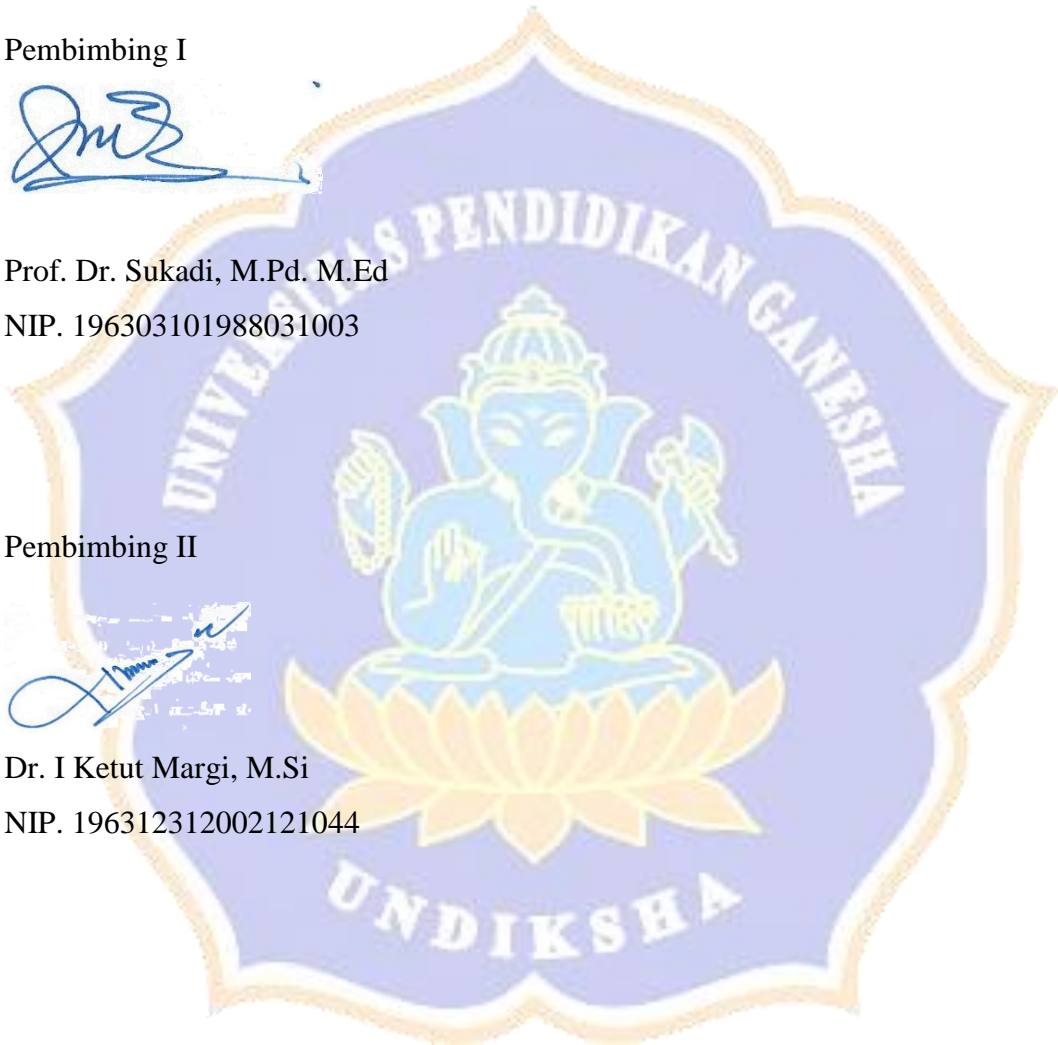 Pembimbing I
Prof. Dr. Sukadi, M.Pd. M.Ed
NIP. 196303101988031003
UNIVERSITAS PENDIDIKAN GANESHA
Pembimbing II
Dr. I Ketut Margi, M.Si
NIP. 196312312002121044
UNDIKSHA